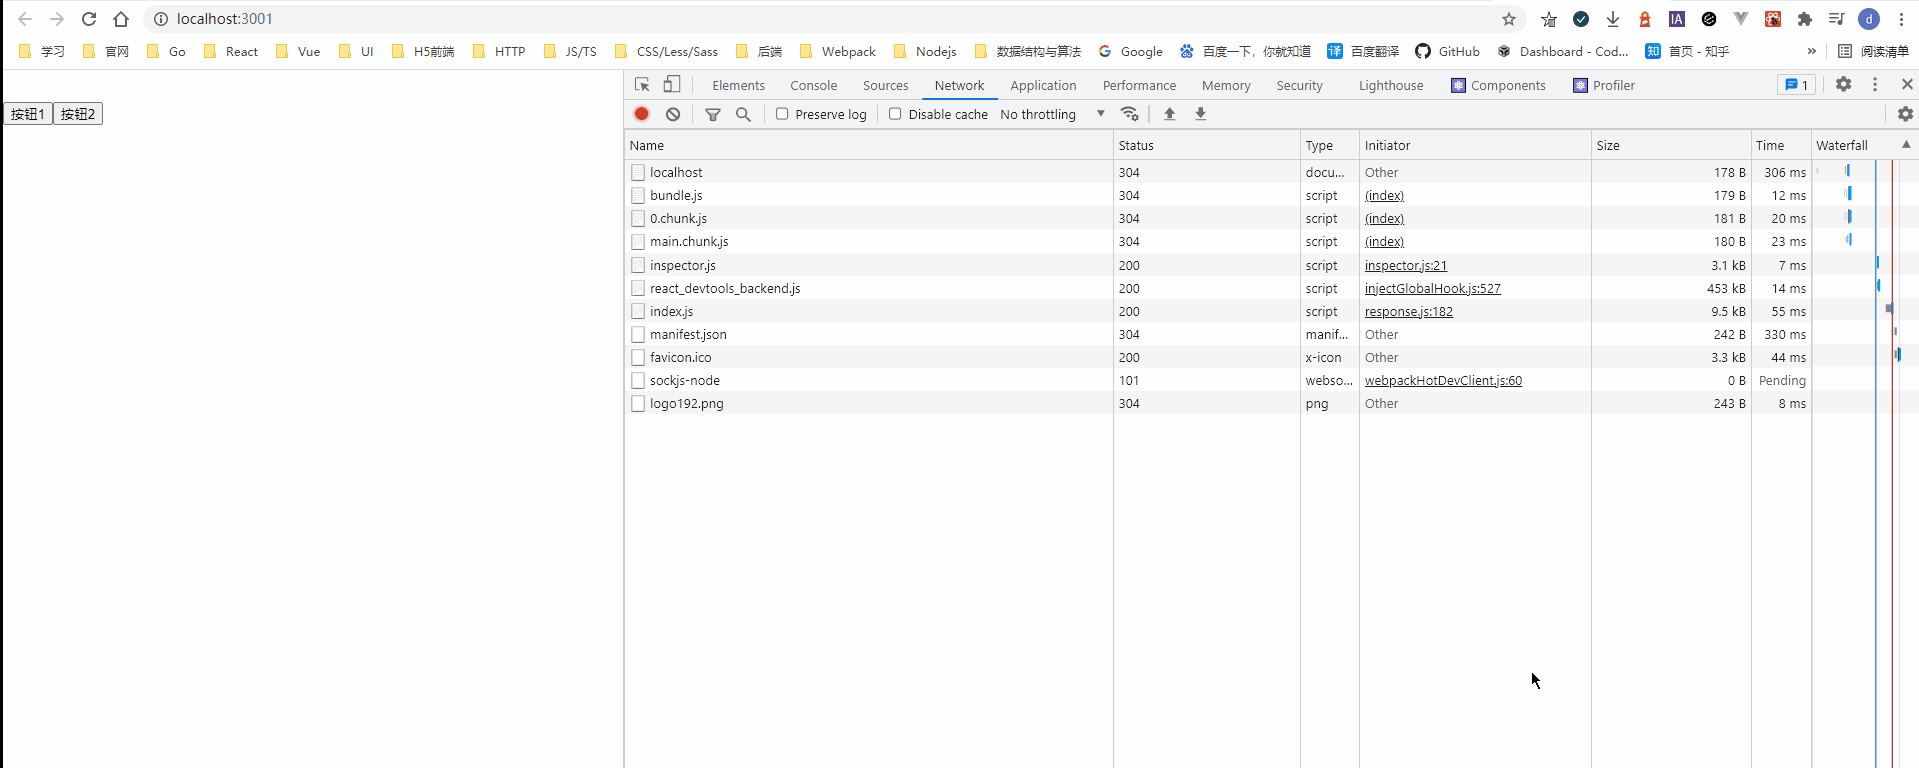 localhost:3001
学习 官网 Go React Vue UI H5前端 HTTP JS/TS CSS/Less/Sass 后端 Webpack Nodejs 数据结构与算法 Google 百度一下，你就知道 译 百度翻译 GitHub Dashboard - Cod... 知 首页 - 知乎 » 阅读清单
IA d
Elements Console Sources Network Application Performance Memory Security Lighthouse Components Profiler 1
按钮1 按钮2
Preserve log Disable cache No throttling
Name Status Type Initiator Size Time Waterfall
localhost 304 docu... Other 178 B 306 ms
bundle.js 304 script (index) 179 B 12 ms
0.chunk.js 304 script (index) 181 B 20 ms
main.chunk.js 304 script (index) 180 B 23 ms
inspector.js 200 script inspector.js:21 3.1 kB 7 ms
react_devtools_backend.js 200 script injectGlobalHook.js:527 453 kB 14 ms
index.js 200 script response.js:182 9.5 kB 55 ms
manifest.json 304 manif... Other 242 B 330 ms
favicon.ico 200 x-icon Other 3.3 kB 44 ms
sockjs-node 101 webso... webpackHotDevClient.js:60 0 B Pending
logo192.png 304 png Other 243 B 8 ms